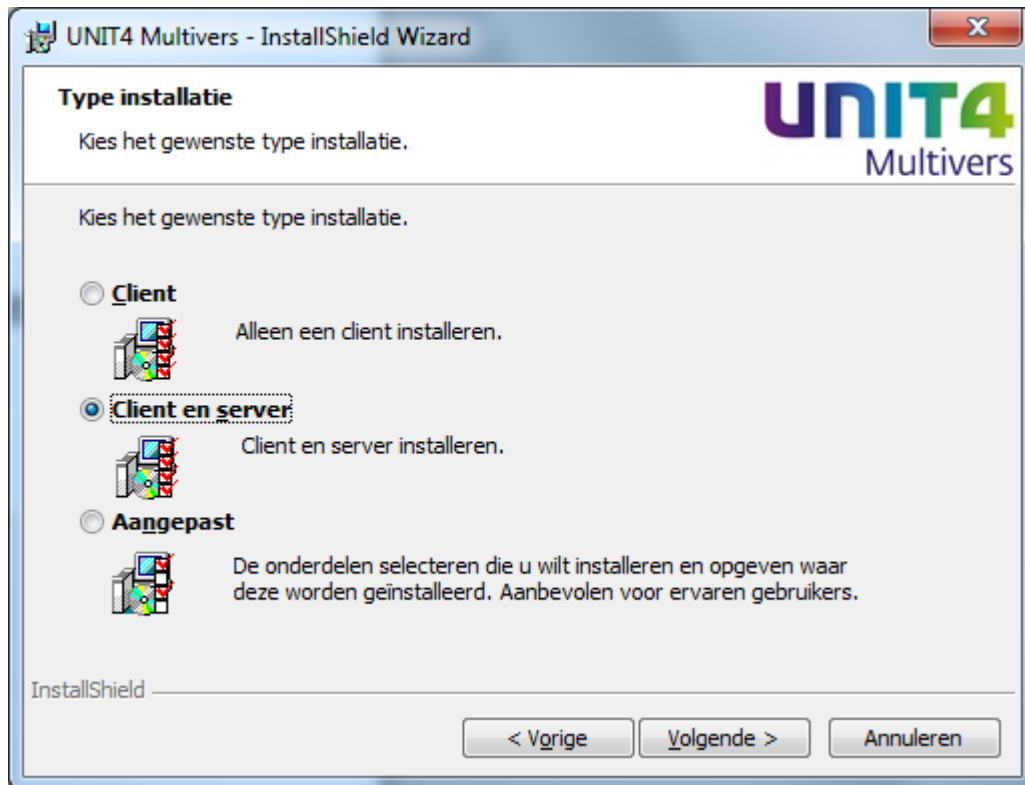 UNIT4 Multivers - InstallShield Wizard
Type installatie
Kies het gewenste type installatie.
UNIT4
Multivers
Kies het gewenste type installatie.
Client
Alleen een client installeren.
Client en server
Client en server installeren.
Aangepast
De onderdelen selecteren die u wilt installeren en opgeven waar
deze worden geïnstalleerd. Aanbevolen voor ervaren gebruikers.
InstallShield
< Vorige
Volgende >
Annuleren